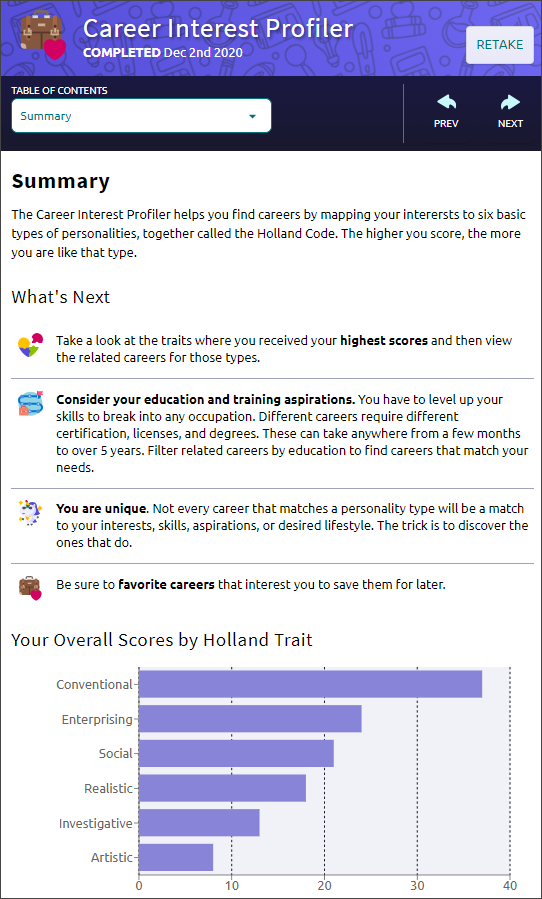 Career Interest Profiler
COMPLETED Dec 2nd 2020
RETAKE
TABLE OF CONTENTS
Summary
PREV
NEXT
Summary
The Career Interest Profiler helps you find careers by mapping your interersts to six basic
types of personalities, together called the Holland Code. The higher you score, the more
you are like that type.
What's Next
Take a look at the traits where you received your highest scores and then view
the related careers for those types.
Consider your education and training aspirations. You have to level up your
skills to break into any occupation. Different careers require different
certification, licenses, and degrees. These can take anywhere from a few months
to over 5 years. Filter related careers by education to find careers that match your
needs.
You are unique. Not every career that matches a personality type will be a match
to your interests, skills, aspirations, or desired lifestyle. The trick is to discover the
ones that do.
Be sure to favorite careers that interest you to save them for later.
Your Overall Scores by Holland Trait
Conventional
Enterprising
Social
Realistic
Investigative
Artistic
0 10 20 30 40